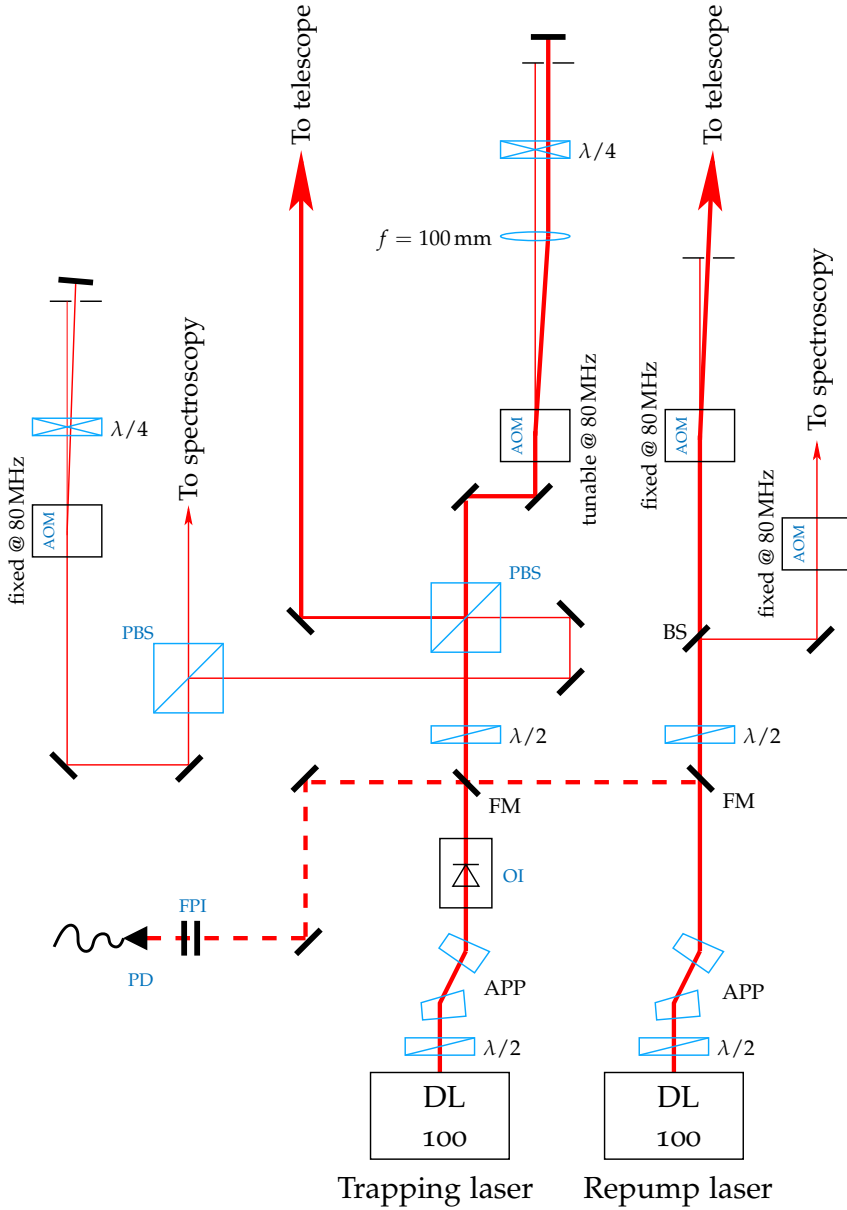 To telescope
To telescope
λ/4
f = 100 mm
To spectroscopy
To spectroscopy
λ/4
AOM
fixed @ 80 MHz
AOM
tunable @ 80 MHz
AOM
fixed @ 80 MHz
AOM
fixed @ 80 MHz
PBS
PBS
BS
λ/2
λ/2
FM
FM
OI
FPI
PD
APP
APP
λ/2
λ/2
DL
100
DL
100
Trapping laser
Repump laser